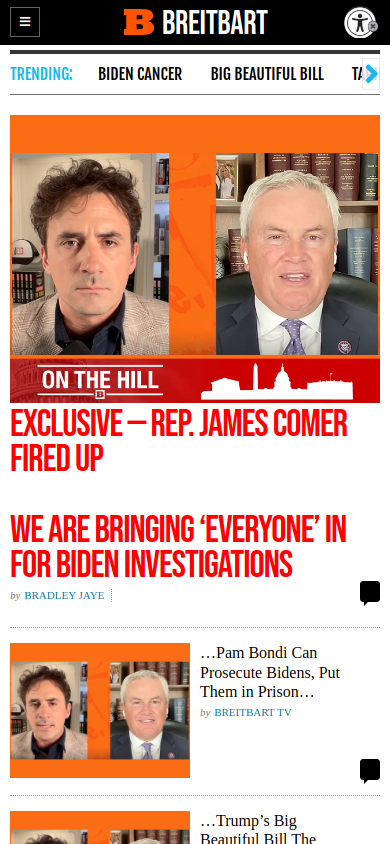 BREITBART
TRENDING:
BIDEN CANCER
BIG BEAUTIFUL BILL
ON THE HILL
EXCLUSIVE — REP. JAMES COMER
FIRED UP
WE ARE BRINGING ‘EVERYONE’ IN
FOR BIDEN INVESTIGATIONS
by BRADLEY JAYE
…Pam Bondi Can
Prosecute Bidens, Put
Them in Prison…
by BREITBART TV
…Trump’s Big
Beautiful Bill The